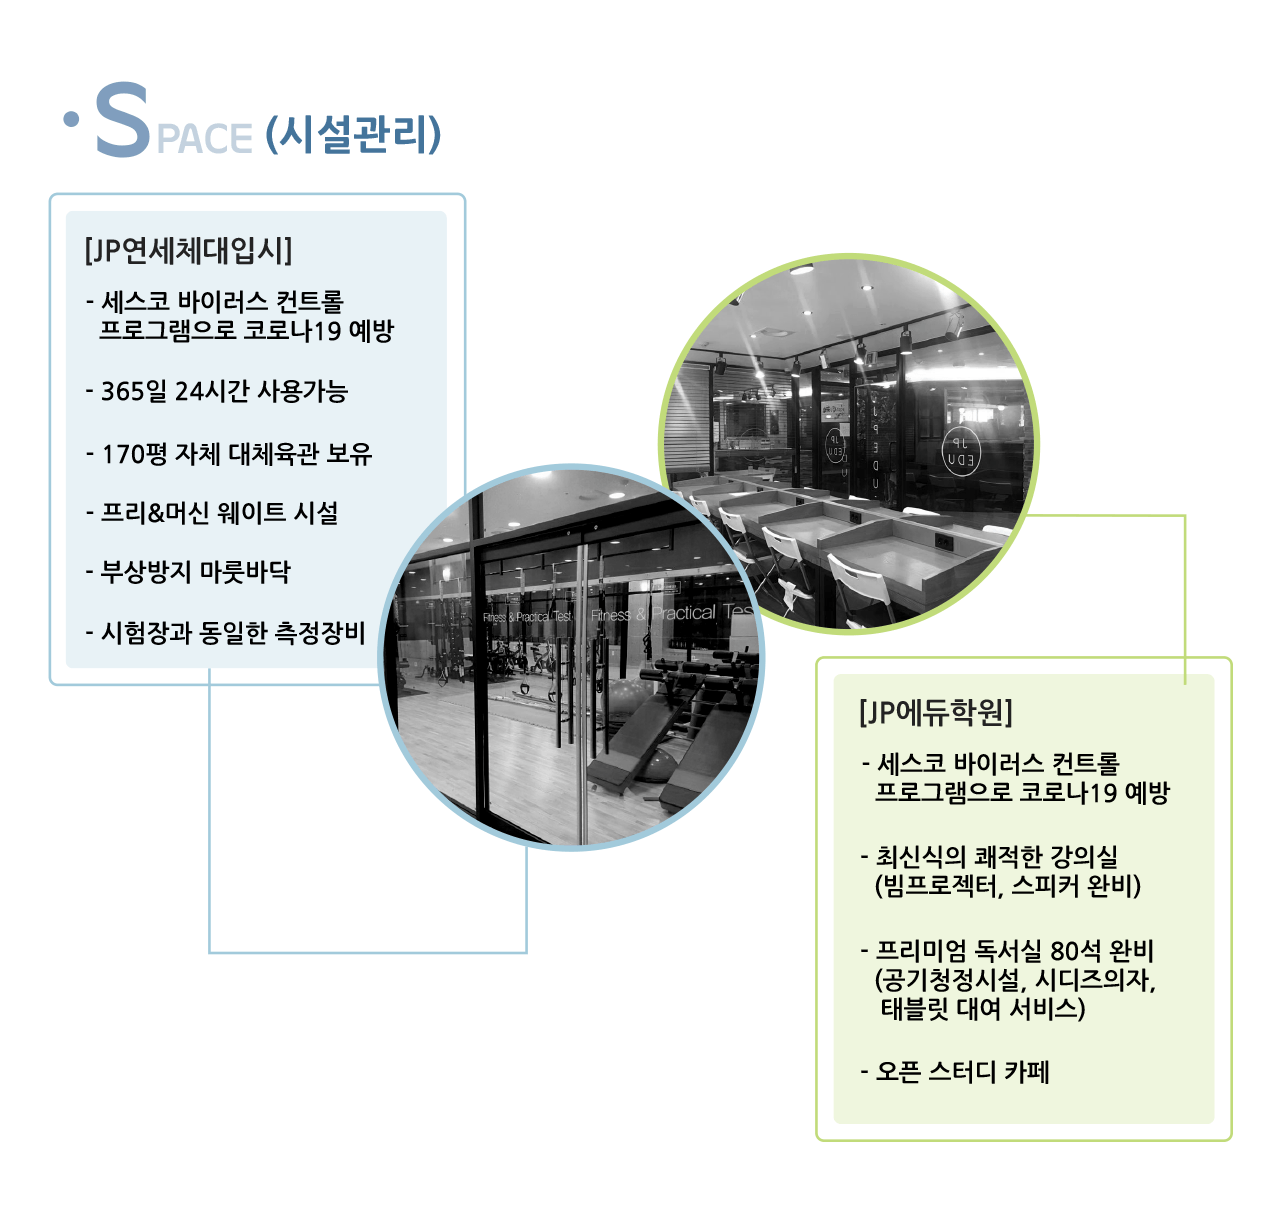 · SPACE (시설관리)
[JP연세체대입시]
- 세스코 바이러스 컨트롤
프로그램으로 코로나19 예방
- 365일 24시간 사용가능
- 170평 자체 대체육관 보유
- 프리&머신 웨이트 시설
- 부상방지 마룻바닥
- 시험장과 동일한 측정장비
JP
EDU
JP EDU
JP
EDU
Fitness & Practical Test
Fitness & Practical Tes
[JP에듀학원]
- 세스코 바이러스 컨트롤
프로그램으로 코로나19 예방
- 최신식의 쾌적한 강의실
(빔프로젝터, 스피커 완비)
- 프리미엄 독서실 80석 완비
(공기청정시설, 시디즈의자,
태블릿 대여 서비스)
- 오픈 스터디 카페